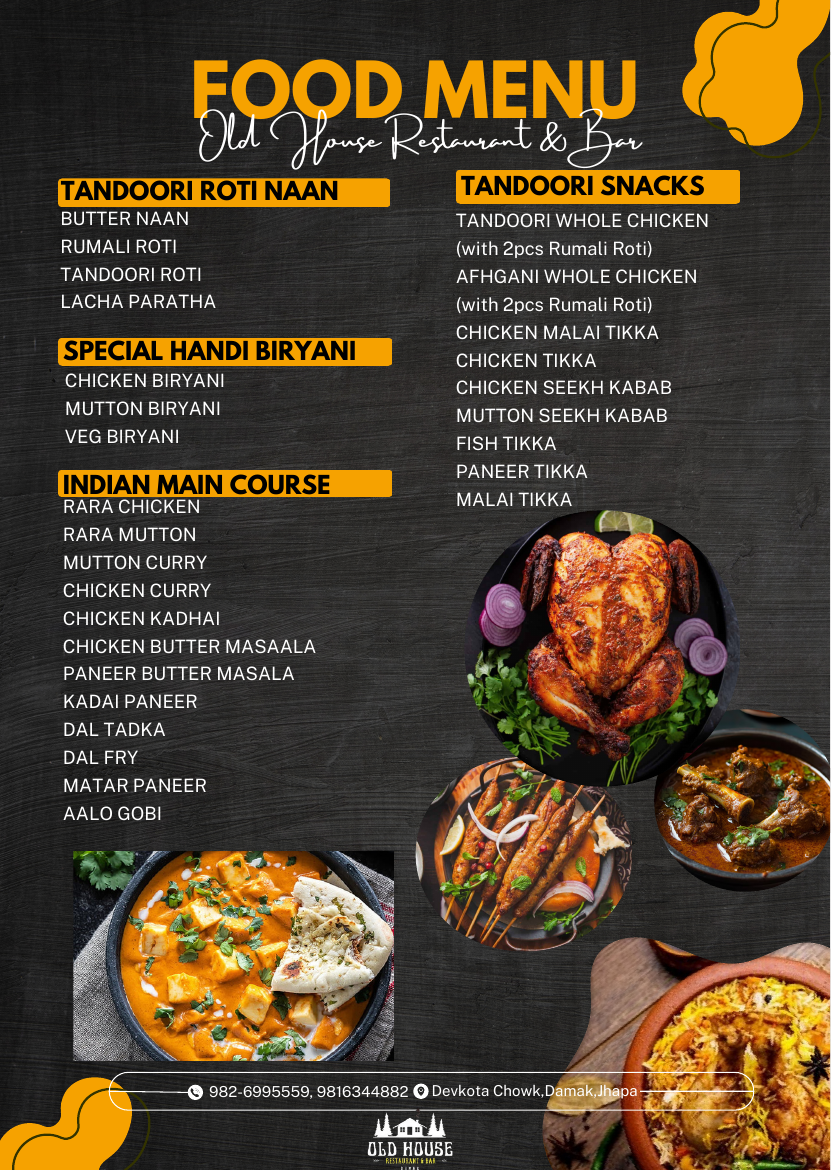 FOOD MENU
Old House Restaurant & Bar
TANDOORI ROTI NAAN
BUTTER NAAN
RUMALI ROTI
TANDOORI ROTI
LACHA PARATHA
SPECIAL HANDI BIRYANI
CHICKEN BIRYANI
MUTTON BIRYANI
VEG BIRYANI
INDIAN MAIN COURSE
RARA CHICKEN
RARA MUTTON
MUTTON CURRY
CHICKEN CURRY
CHICKEN KADHAI
CHICKEN BUTTER MASAALA
PANEER BUTTER MASALA
KADAI PANEER
DAL TADKA
DAL FRY
MATAR PANEER
AALO GOBI
TANDOORI SNACKS
TANDOORI WHOLE CHICKEN
(with 2pcs Rumali Roti)
AFHGANI WHOLE CHICKEN
(with 2pcs Rumali Roti)
CHICKEN MALAI TIKKA
CHICKEN TIKKA
CHICKEN SEEKH KABAB
MUTTON SEEKH KABAB
FISH TIKKA
PANEER TIKKA
MALAI TIKKA
982-6995559, 9816344882 Devkota Chowk,Damak,Jhapa
OLD HOUSE
RESTAURANT & BAR